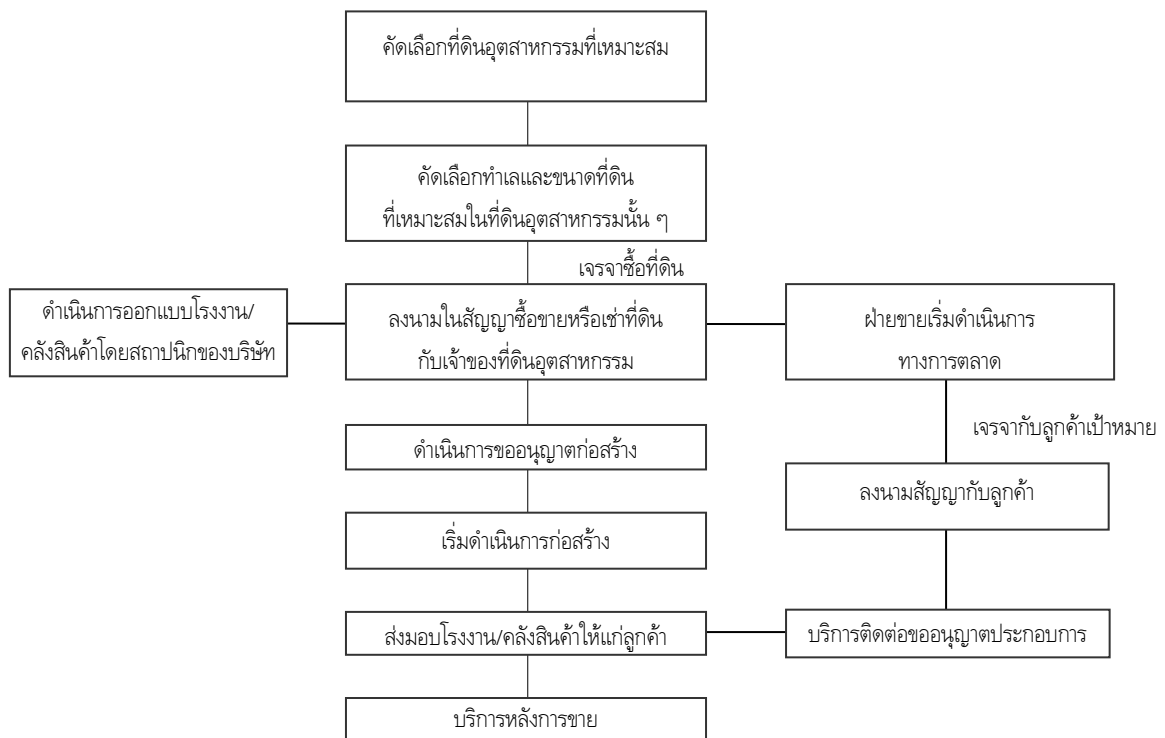 คัดเลือกที่ดินอุตสาหกรรมที่เหมาะสม
คัดเลือกทำเลและขนาดที่ดิน
ที่เหมาะสมในที่ดินอุตสาหกรรมนั้น ๆ
เจรจาซื้อที่ดิน
ดำเนินการออกแบบโรงงาน/
คลังสินค้าโดยสถาปนิกของบริษัท
ลงนามในสัญญาซื้อขายหรือเช่าที่ดิน
กับเจ้าของที่ดินอุตสาหกรรม
ฝ่ายขายเริ่มดำเนินการ
ทางการตลาด
เจรจากับลูกค้าเป้าหมาย
ดำเนินการขออนุญาตก่อสร้าง
ลงนามสัญญากับลูกค้า
เริ่มดำเนินการก่อสร้าง
ส่งมอบโรงงาน/คลังสินค้าให้แก่ลูกค้า
บริการติดต่อขออนุญาตประกอบการ
บริการหลังการขาย